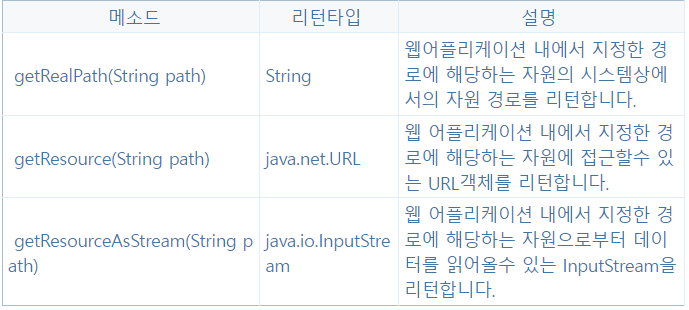 메소드 리턴타입 설명
getRealPath(String path) String 웹어플리케이션 내에서 지정한 경
로에 해당하는 자원의 시스템상에
서의 자원 경로를 리턴합니다.
getResource(String path) java.net.URL 웹 어플리케이션 내에서 지정한 경
로에 해당하는 자원에 접근할수 있
는 URL객체를 리턴합니다.
getResourceAsStream(String p
ath)
java.io.InputStre
am
웹 어플리케이션 내에서 지정한 경
로에 해당하는 자원으로부터 데이
터를 읽어올수 있는 InputStream을
리턴합니다.